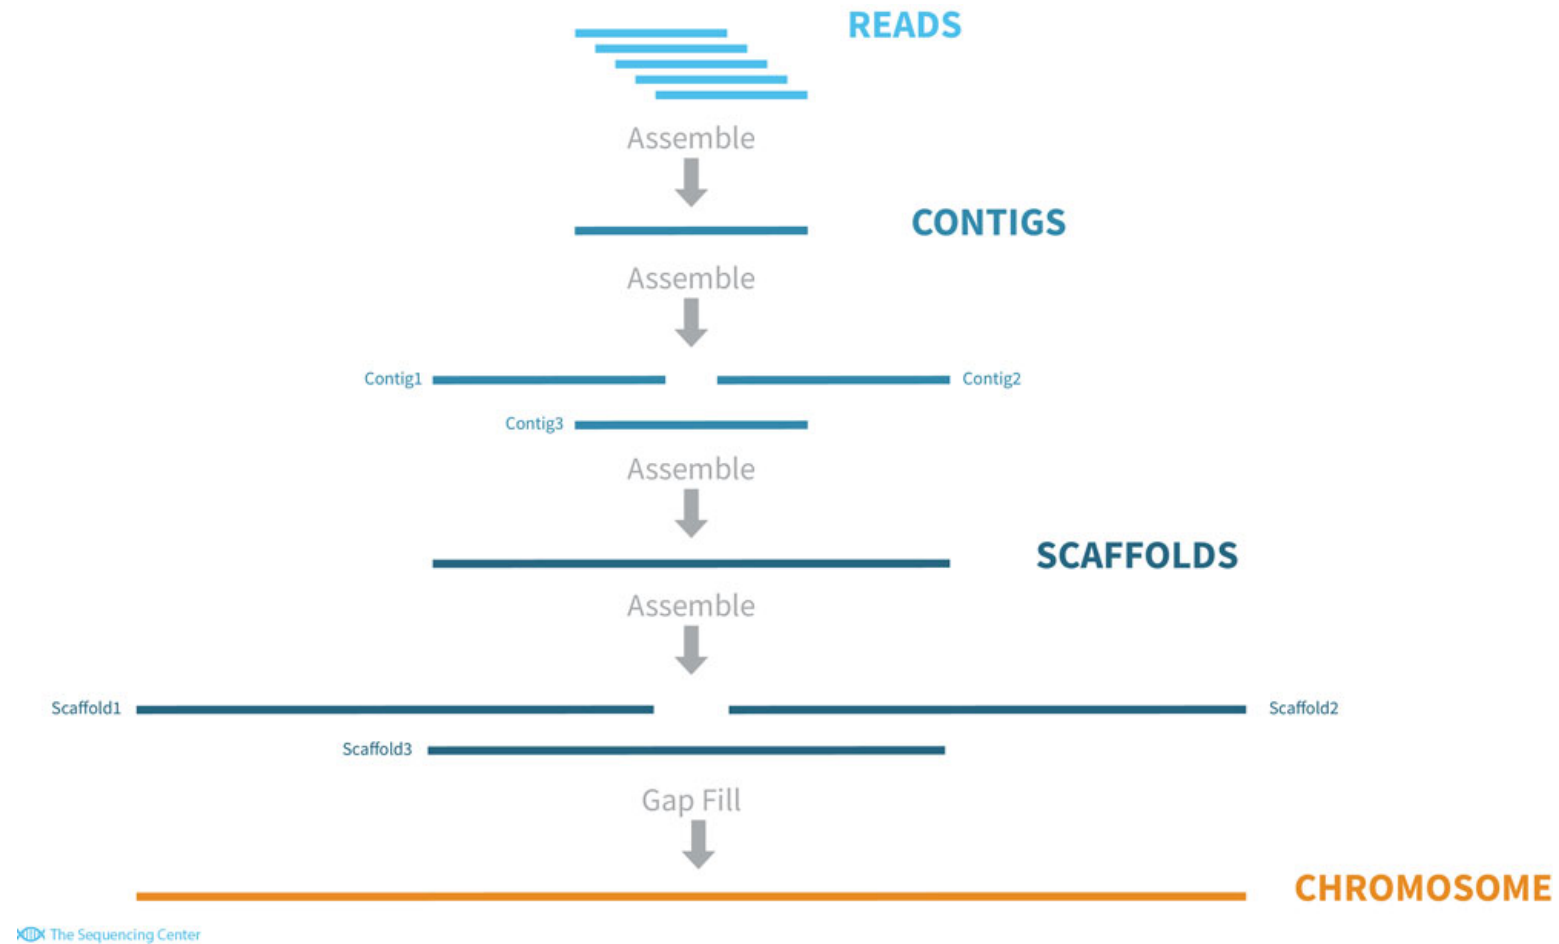 READS
Assemble
CONTIGS
Assemble
Contig1
Contig2
Contig3
Assemble
SCAFFOLDS
Assemble
Scaffold1
Scaffold2
Scaffold3
Gap Fill
CHROMOSOME
The Sequencing Center